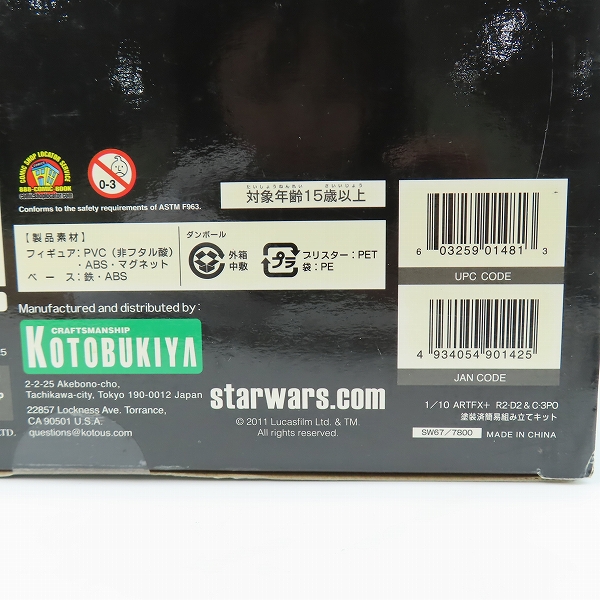 COMIC SHOP LOCATOR SERVICE
888-COMIC-BOOK
0-3
Conforms to the safety requirements of ASTM F963.
たいしょうねんれい さいいじょう
対象年齢15歳以上
【製品素材】
フィギュア：PVC（非フタル酸）
・ABS・マグネット
ベース：鉄・ABS
ダンボール
外箱
中敷
プラ
ブリスター：PET
袋：PE
6 03259 01481 3
UPC CODE
4 934054 901425
JAN CODE
Manufactured and distributed by:
CRAFTSMANSHIP
KOTOBUKIYA
2-2-25 Akebono-cho,
Tachikawa-city, Tokyo 190-0012 Japan
22857 Lockness Ave. Torrance,
CA 90501 U.S.A.
questions@kotous.com
starwars.com
© 2011 Lucasfilm Ltd. & TM.
All rights reserved.
1/10 ARTFX+ R2-D2 & C-3PO
塗装済簡易組み立てキット
SW67/7800 MADE IN CHINA
LTD.